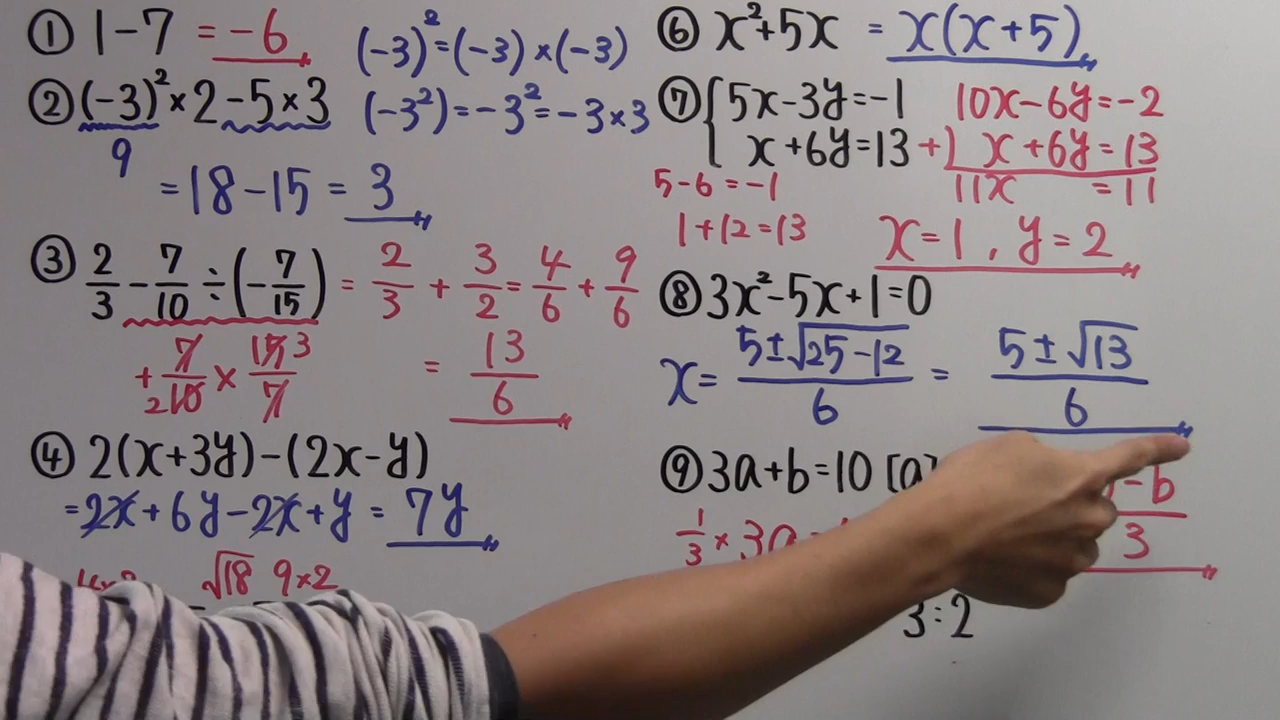 ① 1-7 = -6
(-3)² = (-3) × (-3)
② (-3)² × 2 - 5 × 3
(-3²) = -3² = -3 × 3
9
= 18 - 15 = 3
③ 2/3 - 7/10 ÷ (-7/15) = 2/3 + 3/2 = 4/6 + 9/6
+ 7/10 × 15/7
2 3
= 13/6
④ 2(x+3y) - (2x-y)
= 2x + 6y - 2x + y = 7y
√18 9×2
⑥ x² + 5x = x(x+5)
⑦ { 5x - 3y = -1
x + 6y = 13
10x - 6y = -2
+) x + 6y = 13
11x = 11
5 - 6 = -1
1 + 12 = 13
x = 1 , y = 2
⑧ 3x² - 5x + 1 = 0
x = 5±√25-12/6 = 5±√13/6
⑨ 3a + b = 10 [a]
- b
3
1/3 × 3a
3 : 2